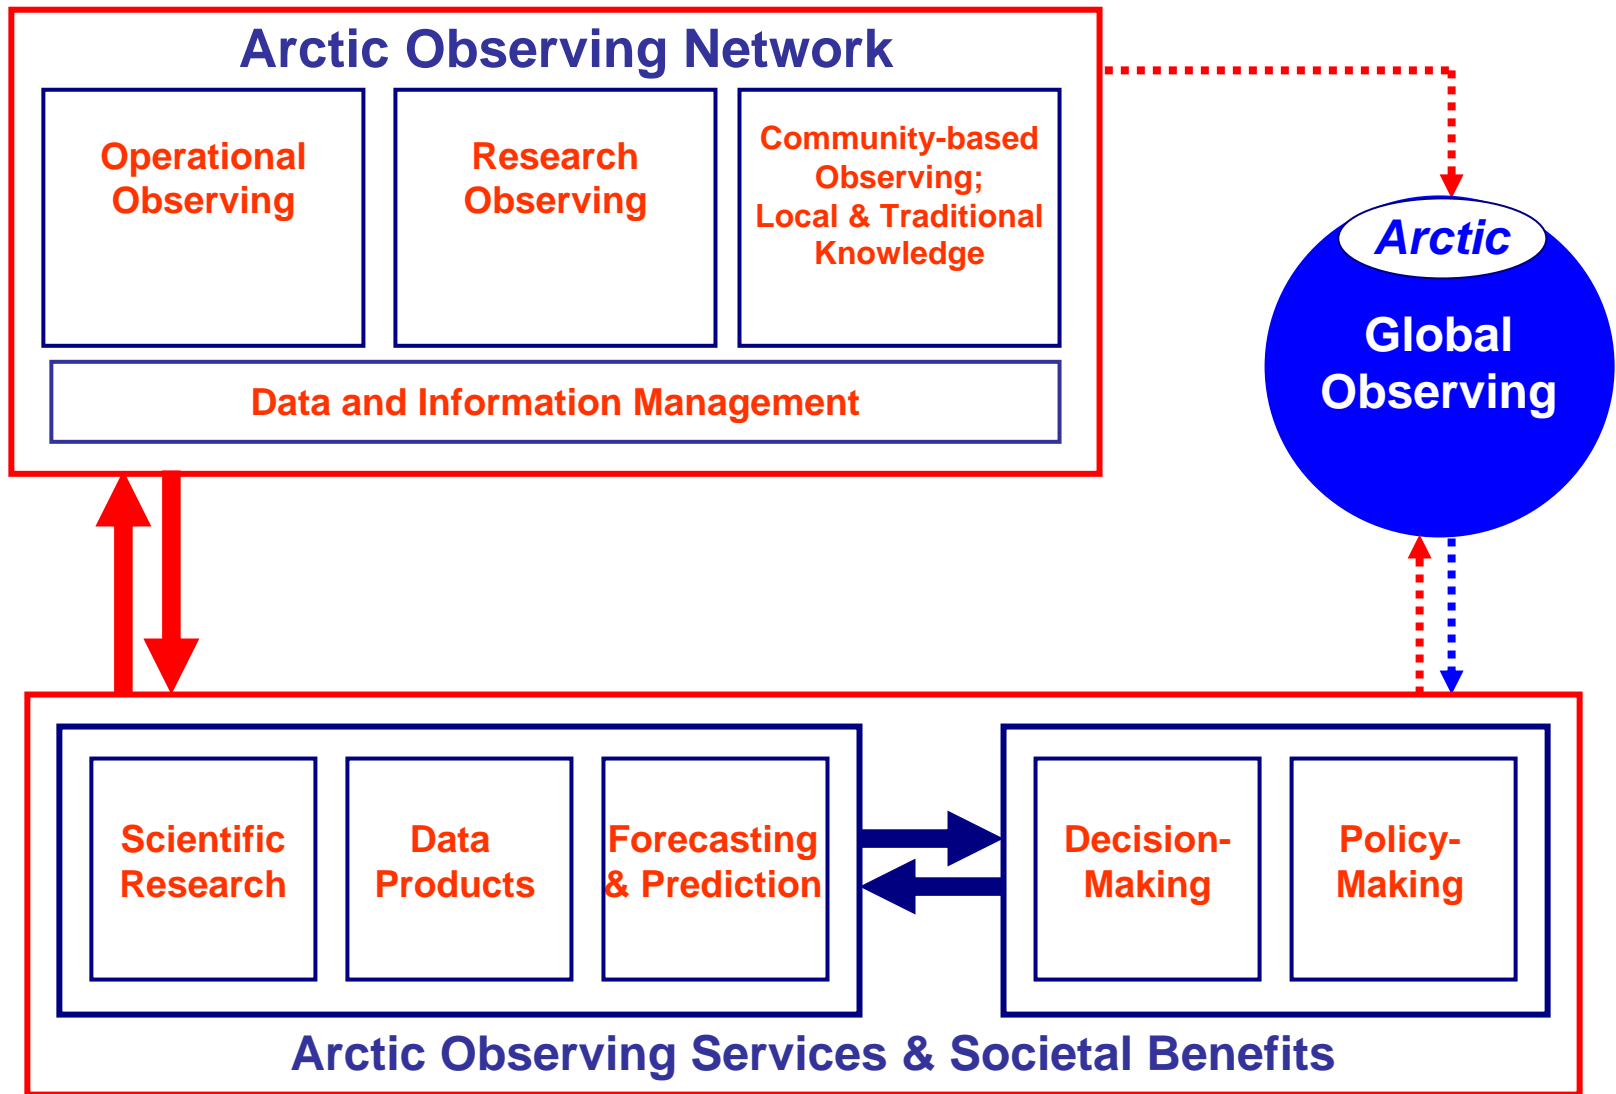 Arctic Observing Network
Operational
Observing
Research
Observing
Community-based
Observing;
Local & Traditional
Knowledge
Data and Information Management
Arctic
Global
Observing
Scientific
Research
Data
Products
Forecasting
& Prediction
Decision-
Making
Policy-
Making
Arctic Observing Services & Societal Benefits